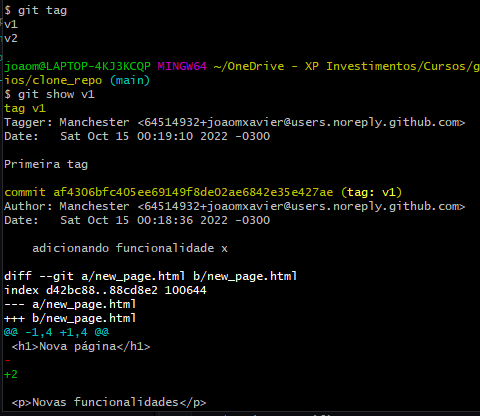 $ git tag
v1
v2
joaom@LAPTOP-4KJ3KCQP MINGW64 ~/OneDrive - XP Investimentos/Cursos/g
ios/clone_repo (main)
$ git show v1
tag v1
Tagger: Manchester <64514932+joaomxavier@users.noreply.github.com>
Date:   Sat Oct 15 00:19:10 2022 -0300
Primeira tag
commit af4306bfc405ee69149f8de02ae6842e35e427ae (tag: v1)
Author: Manchester <64514932+joaomxavier@users.noreply.github.com>
Date:   Sat Oct 15 00:18:36 2022 -0300
    adicionando funcionalidade x
diff --git a/new_page.html b/new_page.html
index d42bc88..88cd8e2 100644
--- a/new_page.html
+++ b/new_page.html
@@ -1,4 +1,4 @@
 <h1>Nova página</h1>
-
+2
 <p>Novas funcionalidades</p>